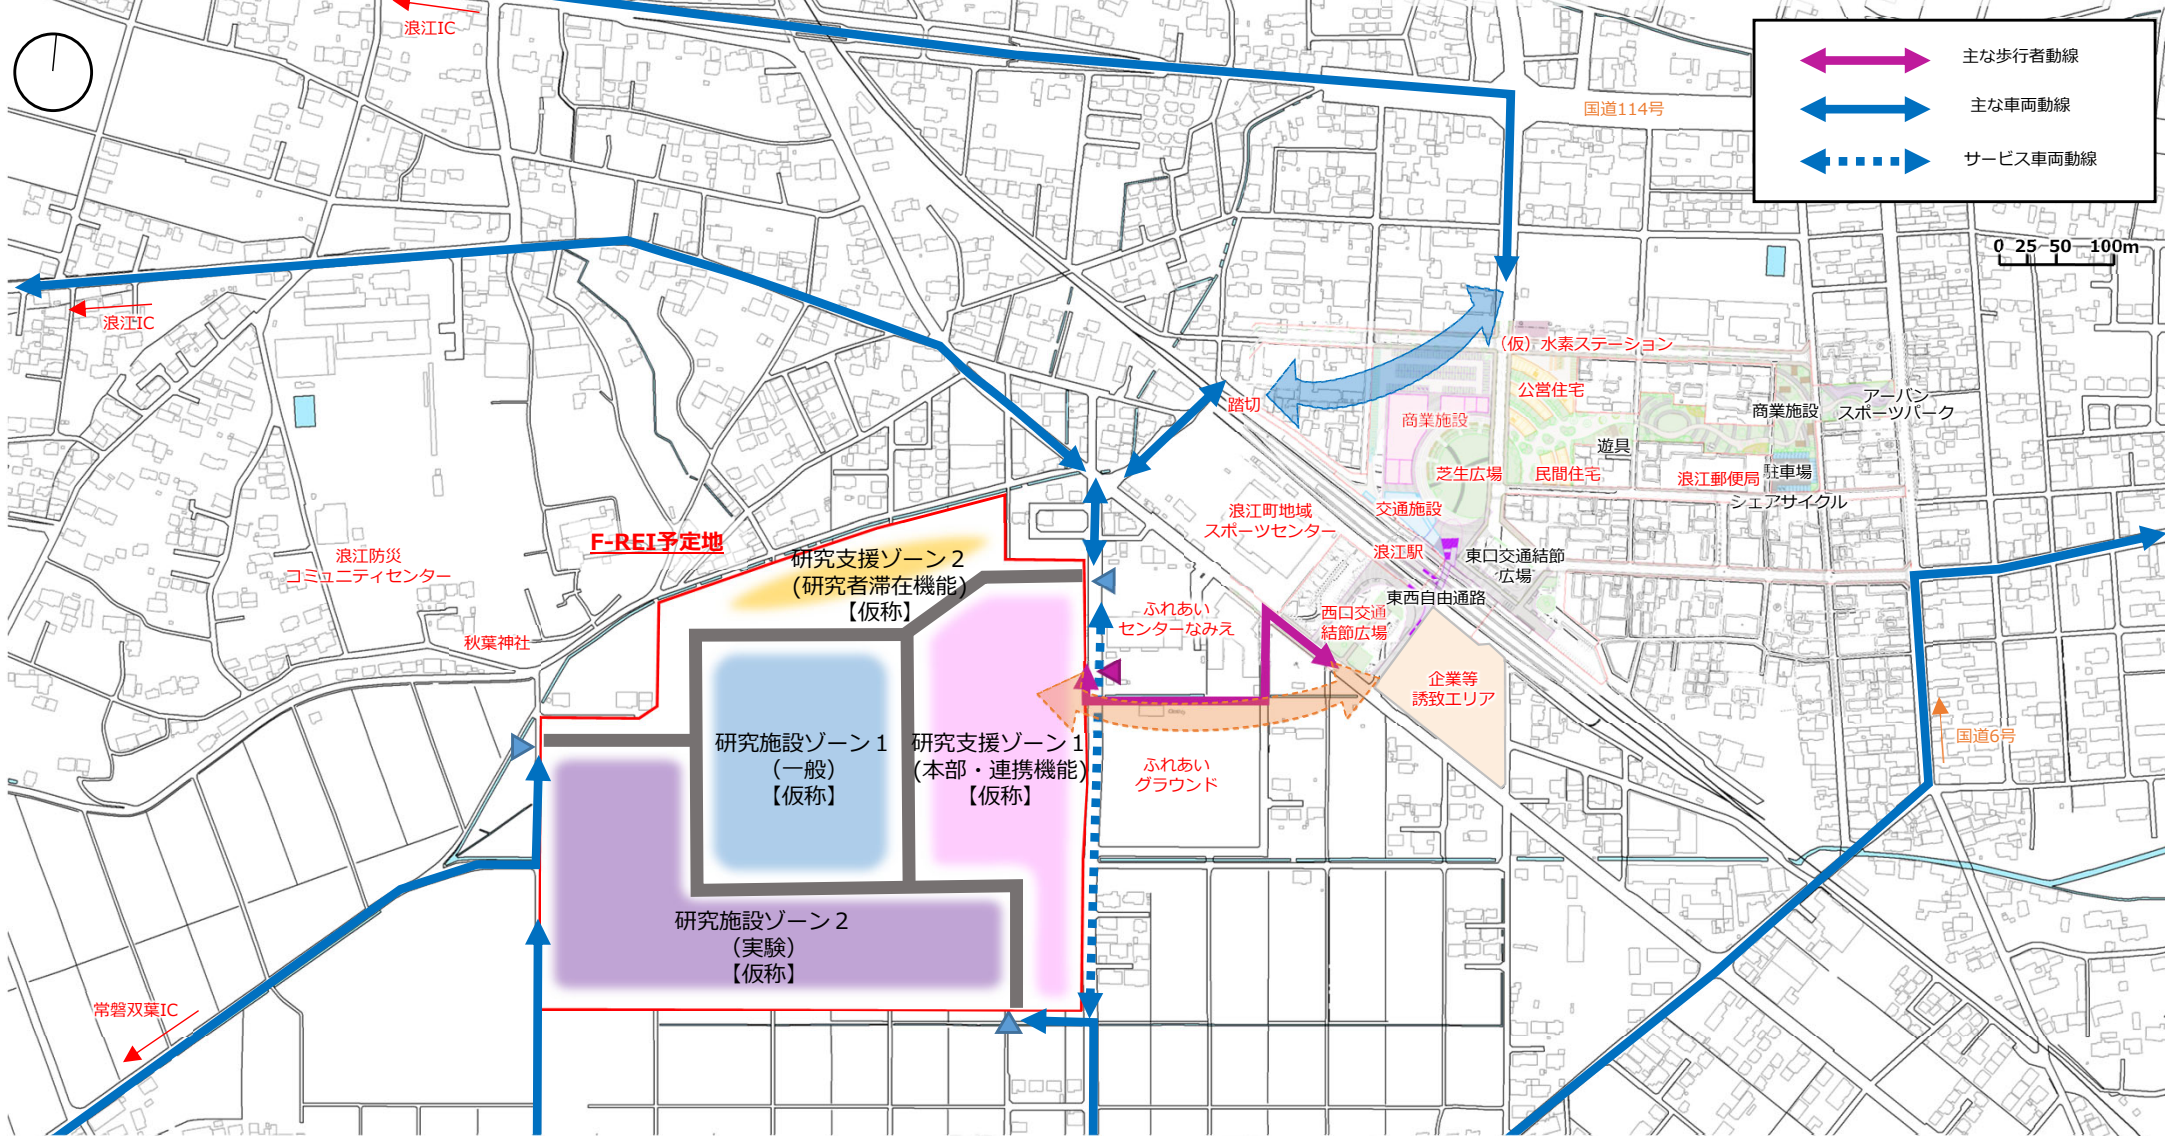 浪江IC
主な歩行者動線
主な車両動線
サービス車両動線
国道114号
0 25 50 100m
浪江IC
(仮) 水素ステーション
公営住宅
踏切
商業施設
商業施設
アーバン
スポーツパーク
遊具
芝生広場
民間住宅
浪江郵便局
駐車場
シェアサイクル
浪江町地域
スポーツセンター
交通施設
F-REI予定地
浪江駅
東口交通結節
広場
浪江防災
コミュニティセンター
研究支援ゾーン２
(研究者滞在機能)
【仮称】
東西自由通路
ふれあい
センターなみえ
西口交通
結節広場
秋葉神社
企業等
誘致エリア
国道6号
研究施設ゾーン１
（一般）
【仮称】
研究支援ゾーン１
(本部・連携機能)
【仮称】
ふれあい
グラウンド
研究施設ゾーン２
（実験）
【仮称】
常磐双葉IC